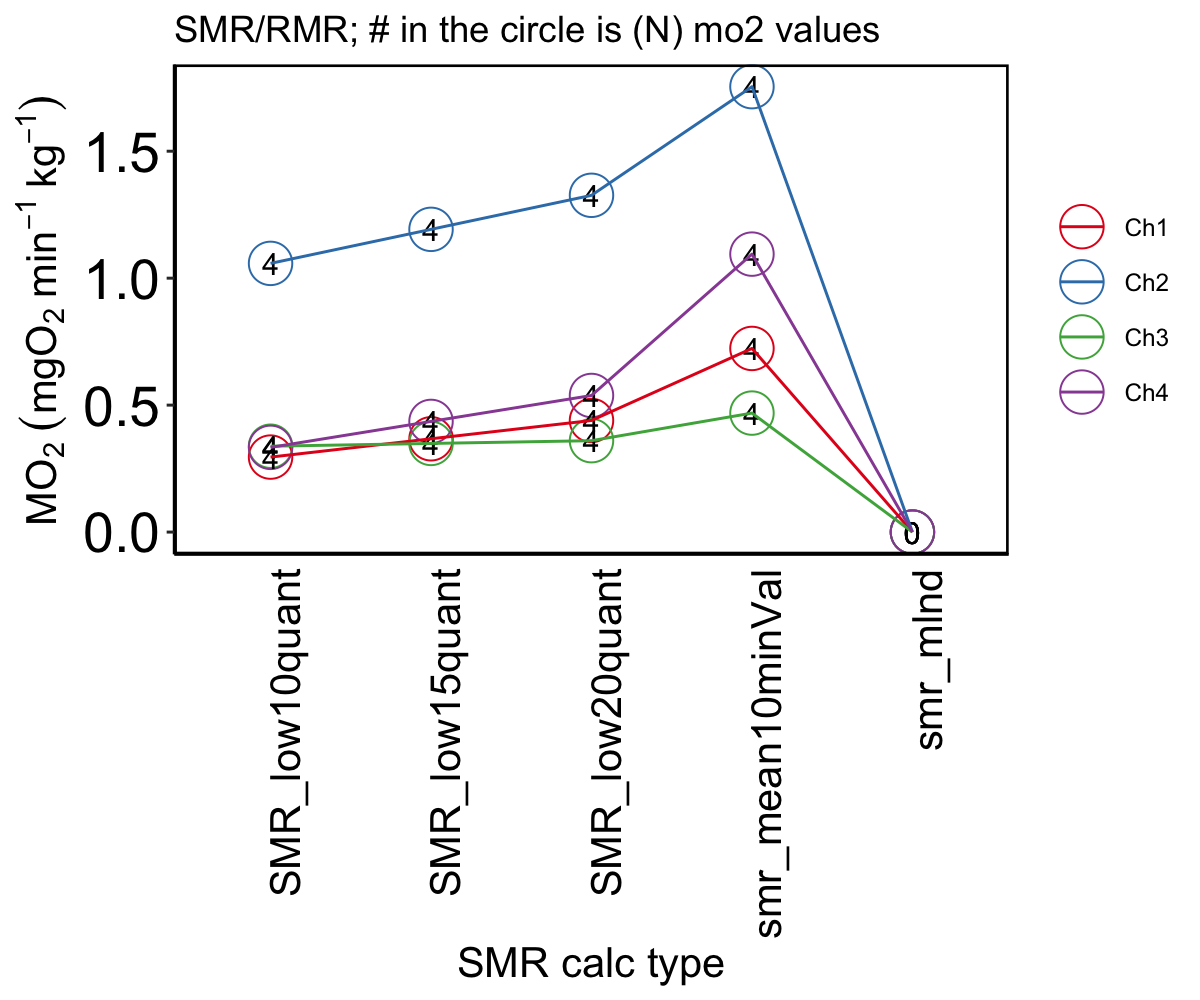 SMR/RMR; # in the circle is (N) mo2 values
MO₂ (mgO₂ min⁻¹ kg⁻¹)
1.5
1.0
0.5
0.0
4 4 4 4 0
4 4 4 4
4 4 4 4
4 4 4 4
Ch1
Ch2
Ch3
Ch4
SMR_low10quant
SMR_low15quant
SMR_low20quant
smr_mean10minVal
smr_mlnd
SMR calc type